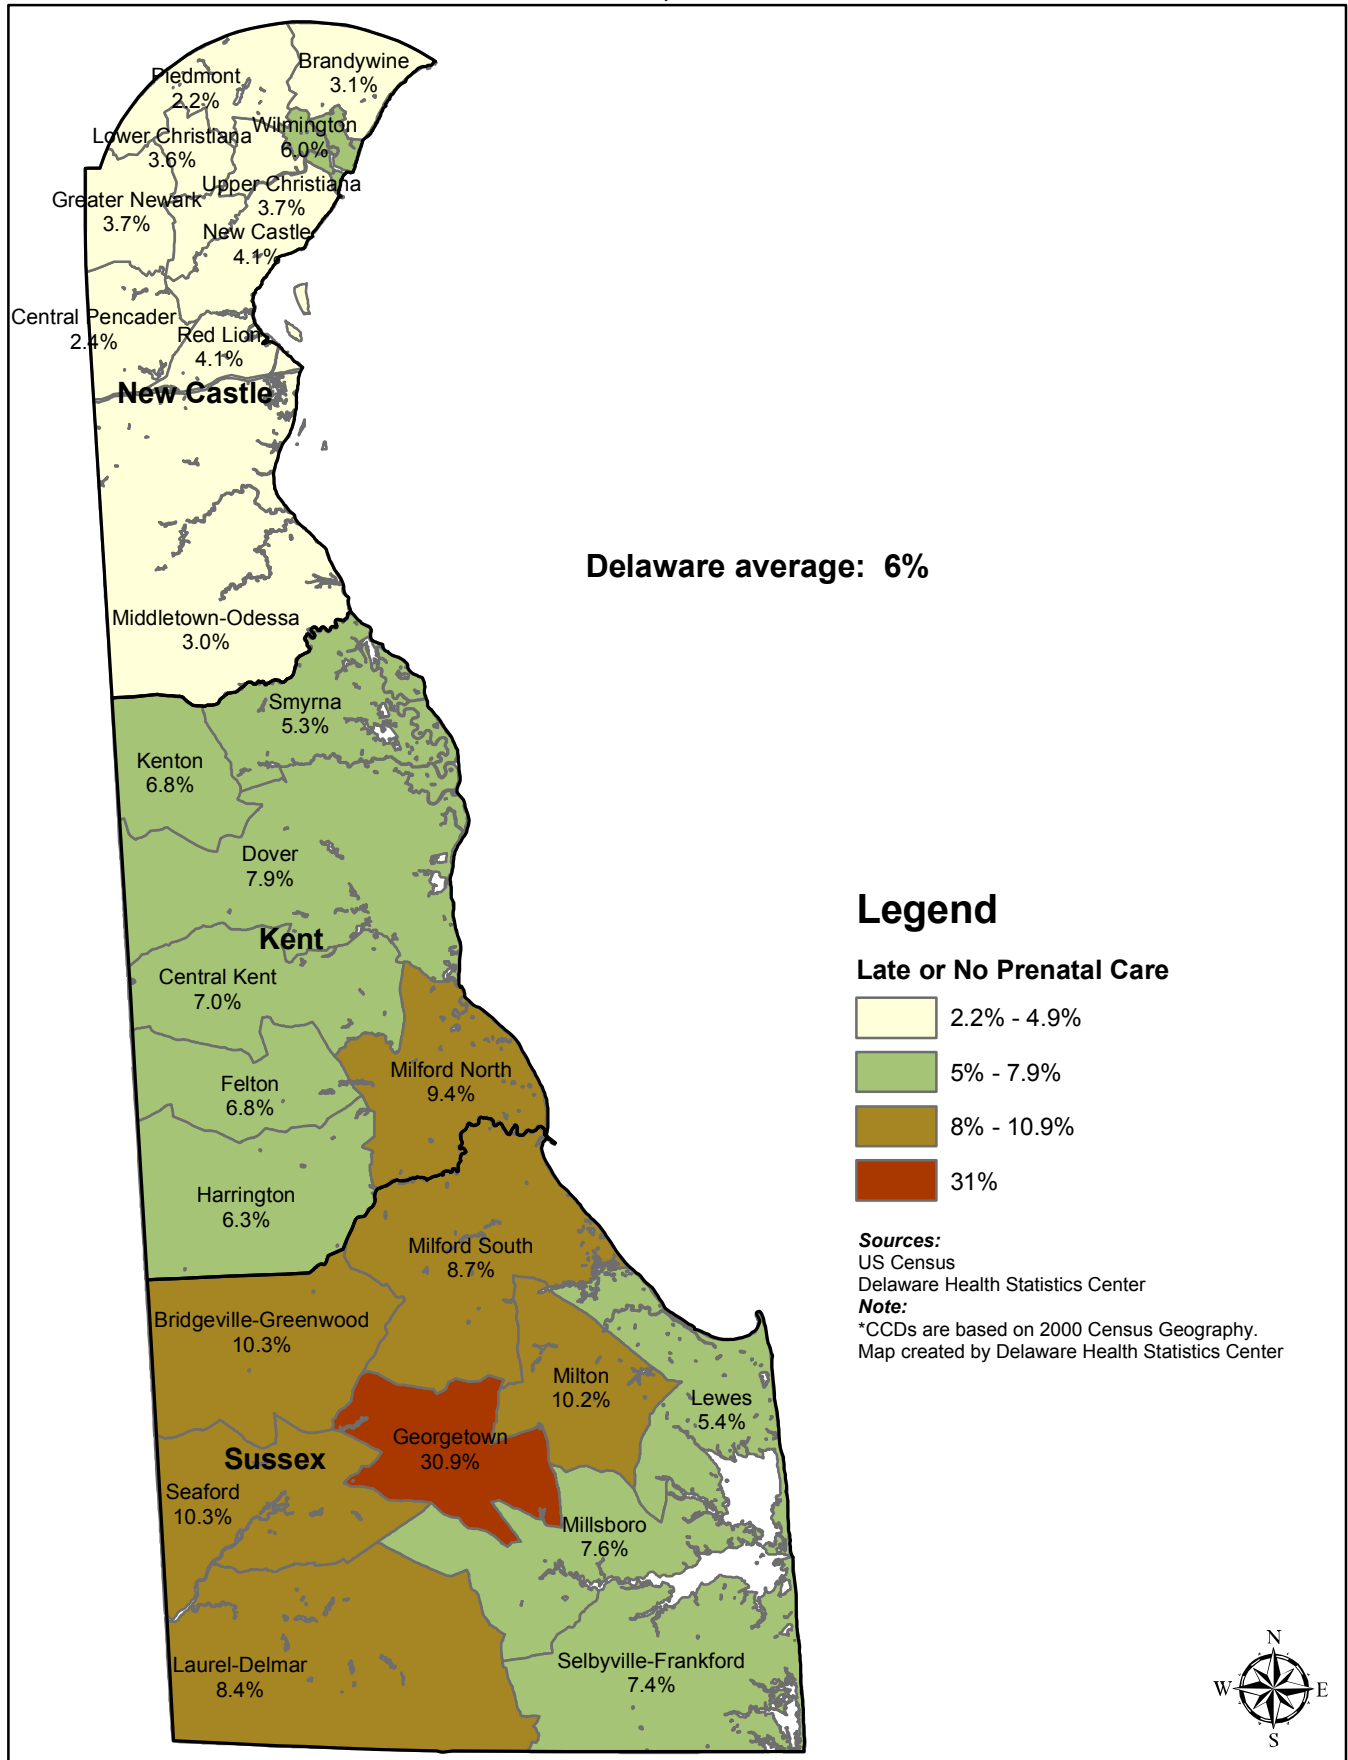 Brandywine
3.1%
Piedmont
2.2%
Wilmington
6.0%
Lower Christiana
3.6%
Upper Christiana
3.7%
Greater Newark
3.7%
New Castle
4.1%
Central Pencader
2.4%
Red Lion
4.1%
New Castle
Delaware average: 6%
Middletown-Odessa
3.0%
Smyrna
5.3%
Kenton
6.8%
Dover
7.9%
Kent
Central Kent
7.0%
Milford North
9.4%
Felton
6.8%
Harrington
6.3%
Milford South
8.7%
Bridgeville-Greenwood
10.3%
Milton
10.2%
Lewes
5.4%
Georgetown
30.9%
Sussex
Seaford
10.3%
Millsboro
7.6%
Laurel-Delmar
8.4%
Selbyville-Frankford
7.4%
Legend
Late or No Prenatal Care
2.2% - 4.9%
5% - 7.9%
8% - 10.9%
31%
Sources:
US Census
Delaware Health Statistics Center
Note:
*CCDs are based on 2000 Census Geography.
Map created by Delaware Health Statistics Center
N
W E
S